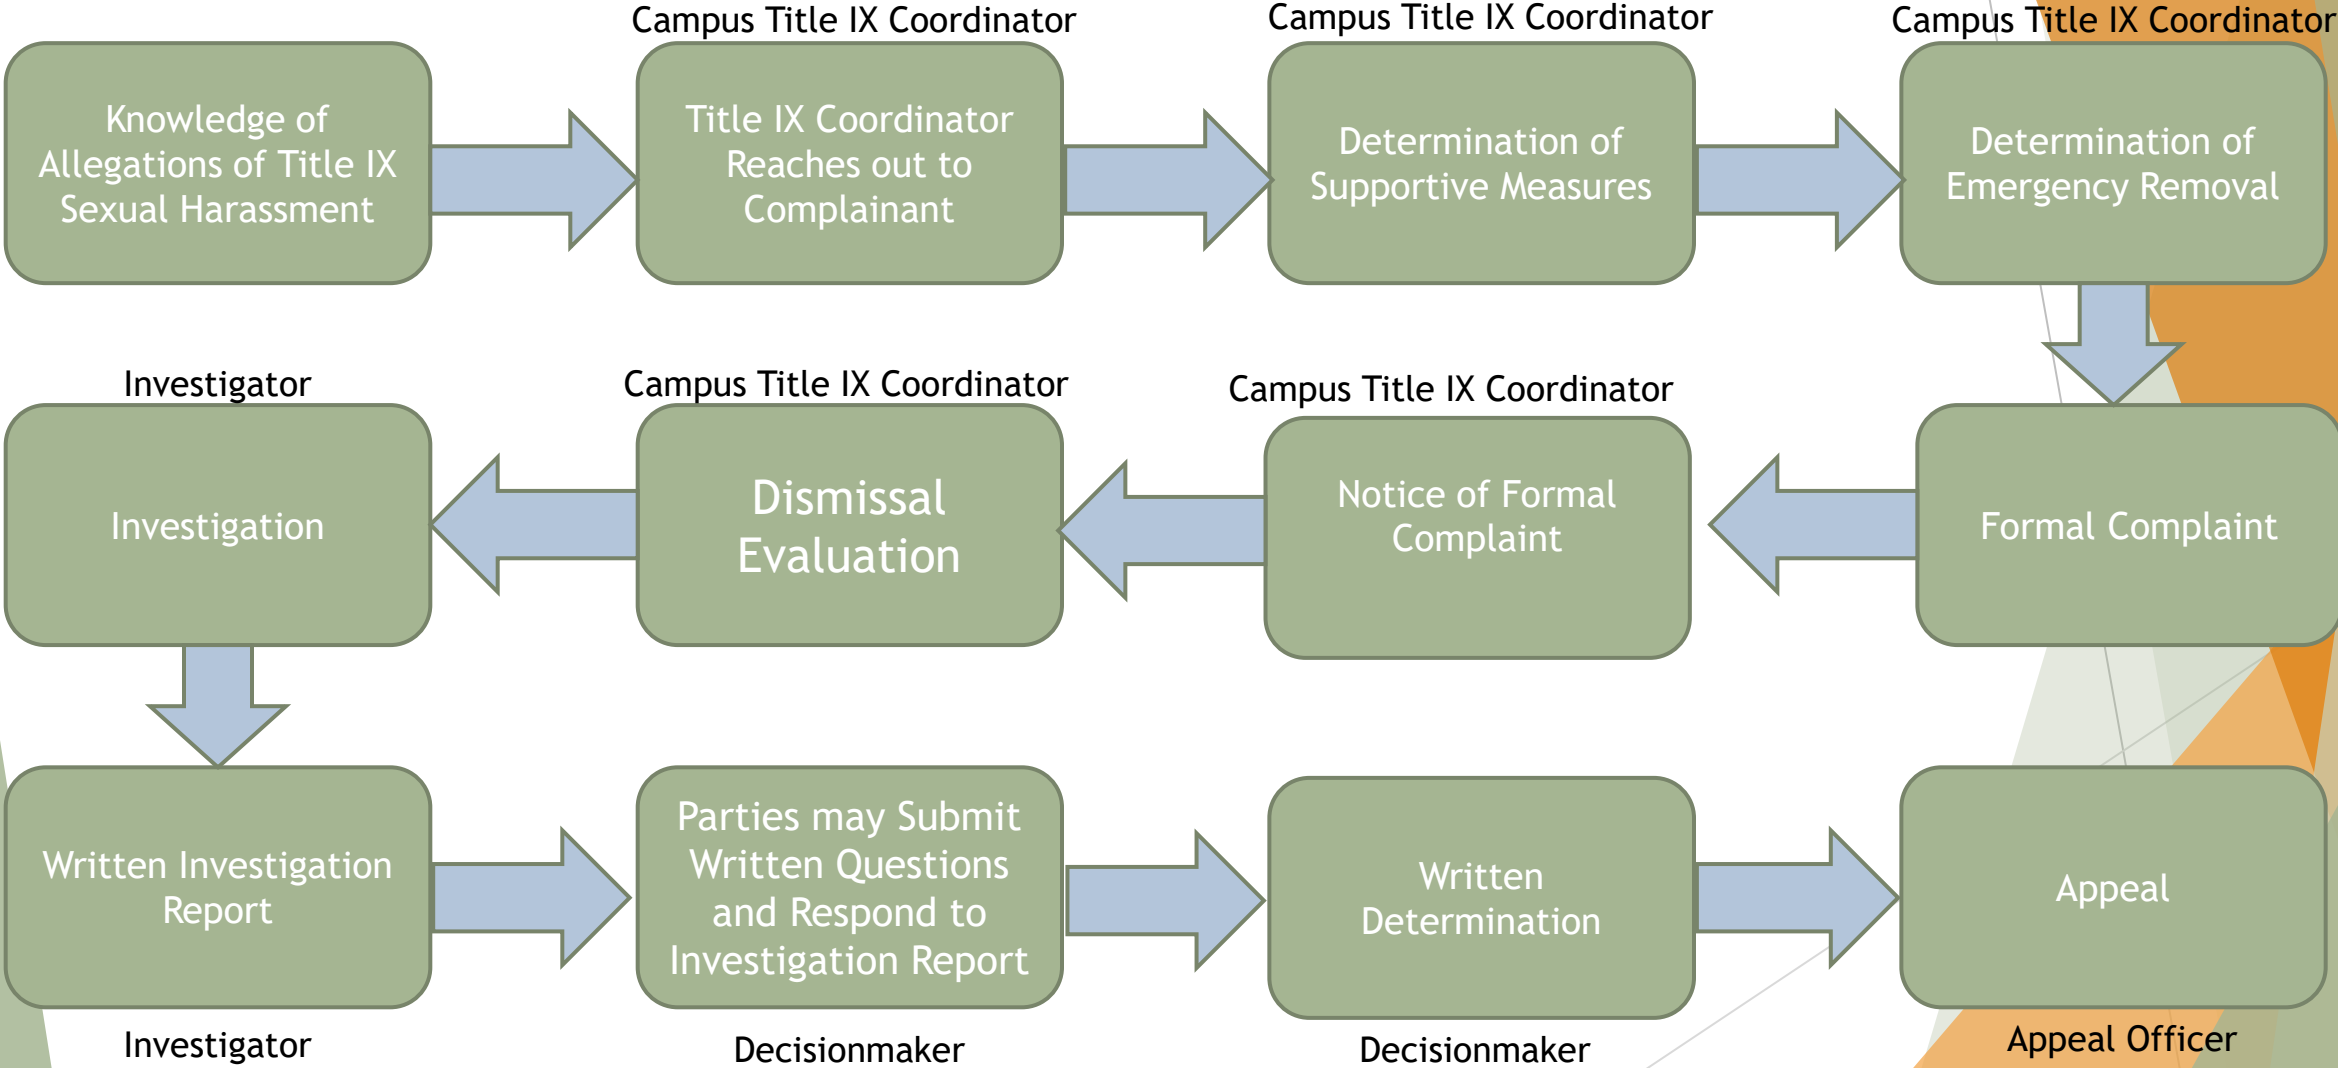 Campus Title IX Coordinator
Campus Title IX Coordinator
Campus Title IX Coordinator
Knowledge of
Allegations of Title IX
Sexual Harassment
Title IX Coordinator
Reaches out to
Complainant
Determination of
Supportive Measures
Determination of
Emergency Removal
Investigator
Campus Title IX Coordinator
Campus Title IX Coordinator
Investigation
Dismissal
Evaluation
Notice of Formal
Complaint
Formal Complaint
Written Investigation
Report
Parties may Submit
Written Questions
and Respond to
Investigation Report
Written
Determination
Appeal
Investigator
Decisionmaker
Decisionmaker
Appeal Officer